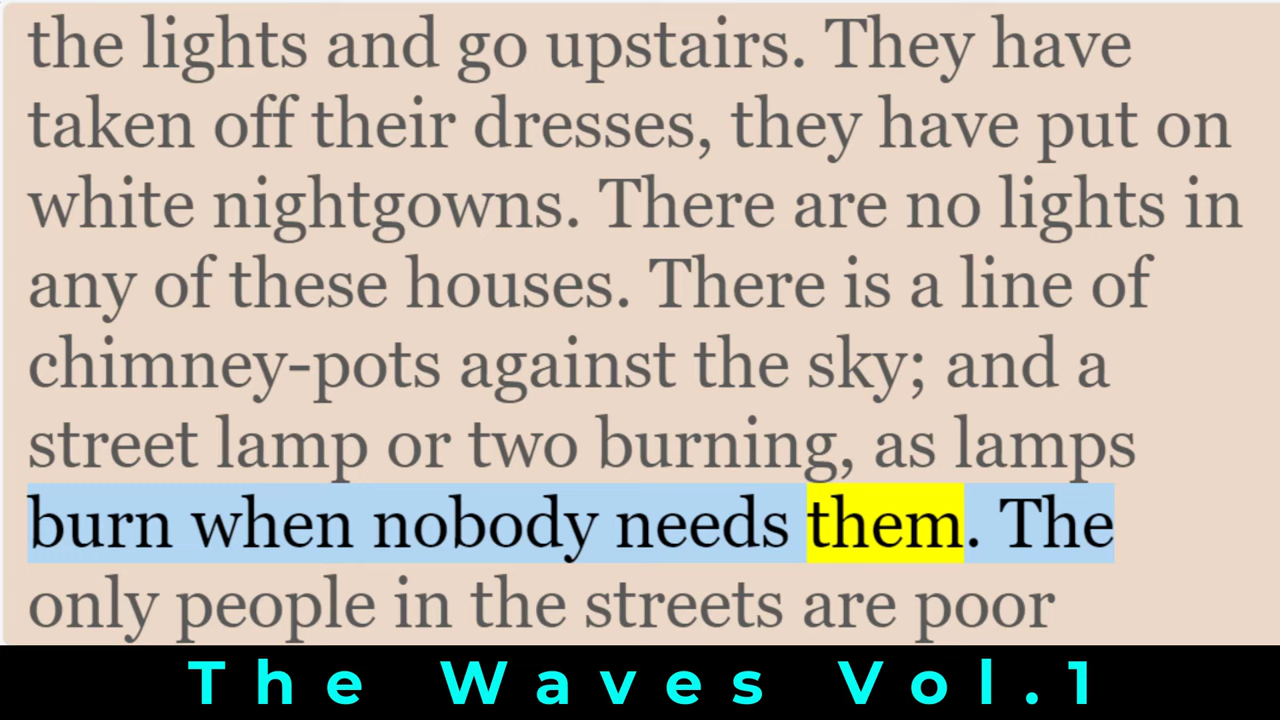 the lights and go upstairs. They have
taken off their dresses, they have put on
white nightgowns. There are no lights in
any of these houses. There is a line of
chimney-pots against the sky; and a
street lamp or two burning, as lamps
burn when nobody needs them. The
only people in the streets are poor
The Waves Vol.1